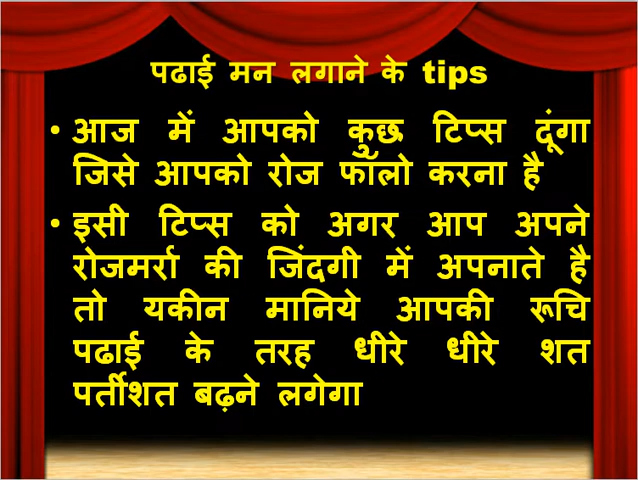 पढाई मन लगाने के tips
• आज में आपको कुछ टिप्स दूंगा
जिसे आपको रोज फॉलो करना है
• इसी टिप्स को अगर आप अपने
रोजमर्रा की जिंदगी में अपनाते है
तो यकीन मानिये आपकी रूचि
पढाई के तरह धीरे धीरे शत
पर्तीशत बढ़ने लगेगा